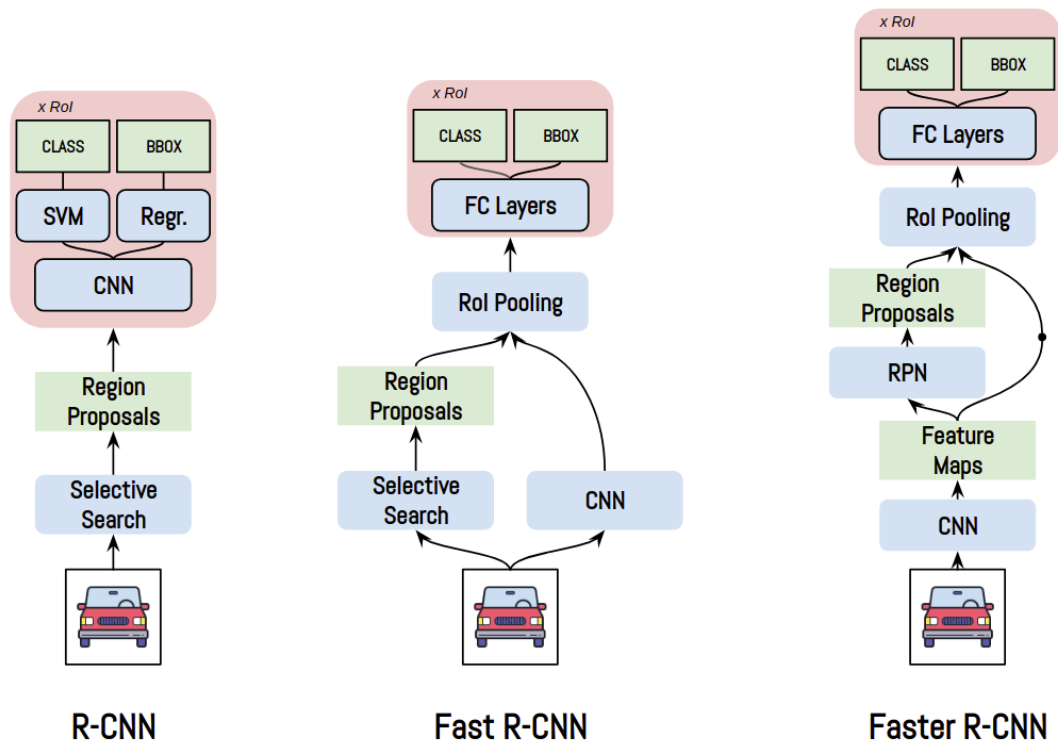 x RoI
CLASS
BBOX
SVM
Regr.
CNN
Region
Proposals
Selective
Search
R-CNN
x RoI
CLASS
BBOX
FC Layers
RoI Pooling
Region
Proposals
Selective
Search
CNN
Fast R-CNN
x RoI
CLASS
BBOX
FC Layers
RoI Pooling
Region
Proposals
RPN
Feature
Maps
CNN
Faster R-CNN